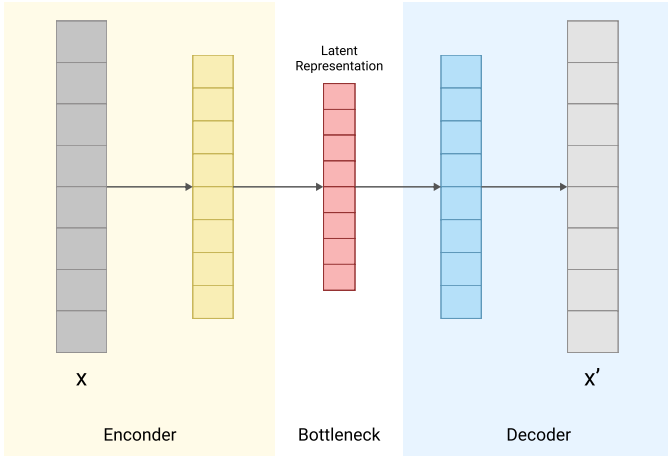 Latent
Representation
x
x’
Enconder
Bottleneck
Decoder